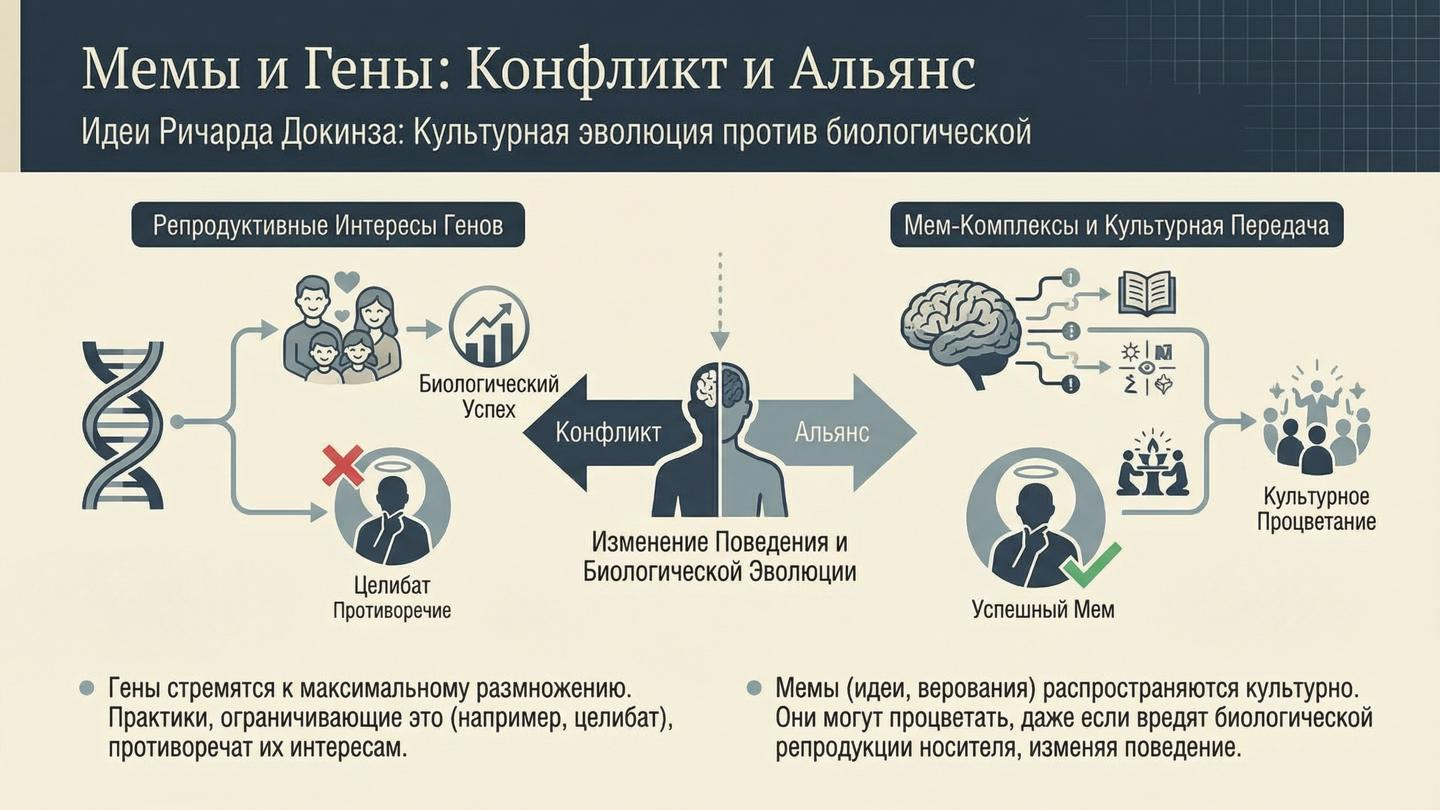 Мемы и Гены: Конфликт и Альянс
Идеи Ричарда Докинза: Культурная эволюция против биологической
Репродуктивные Интересы Генов
Мем-Комплексы и Культурная Передача
Биологический
Успех
Конфликт
Альянс
Культурное
Процветание
Изменение Поведения и
Биологической Эволюции
Целибат
Противоречие
Успешный Мем
Гены стремятся к максимальному размножению.
Практики, ограничивающие это (например, целибат),
противоречат их интересам.
Мемы (идеи, верования) распространяются культурно.
Они могут процветать, даже если вредят биологической
репродукции носителя, изменяя поведение.